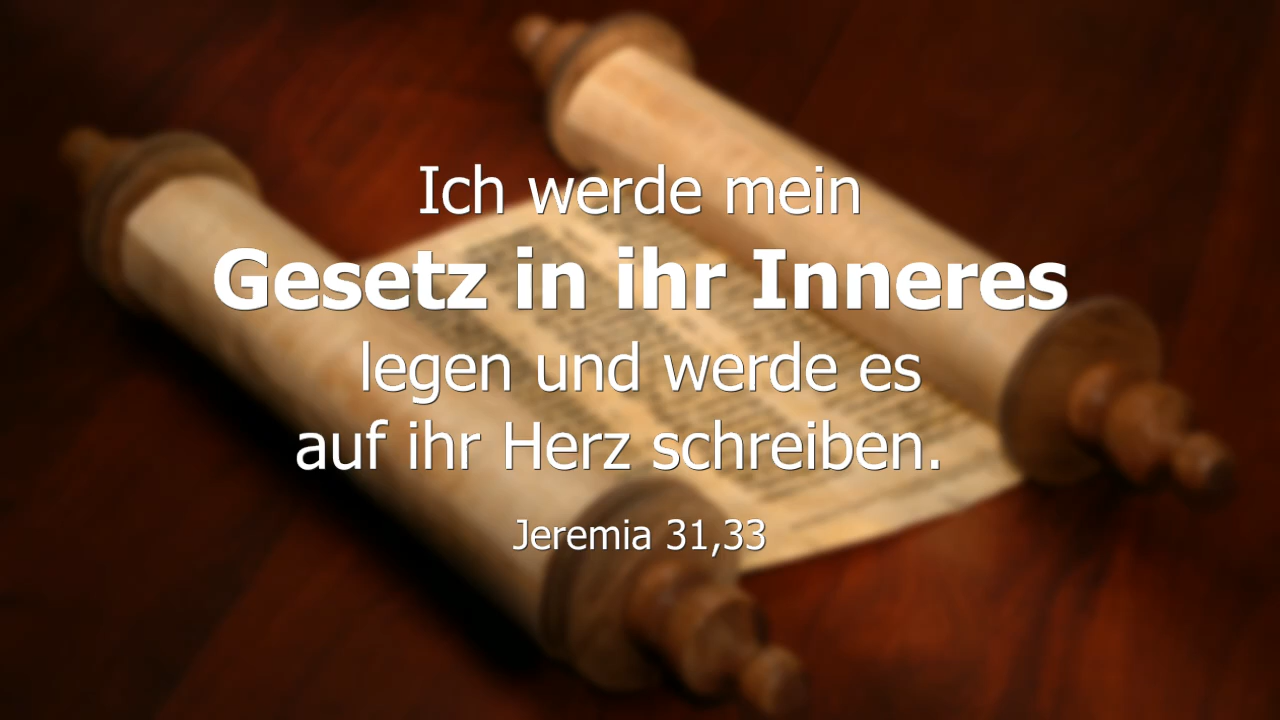 Ich werde mein
Gesetz in ihr Inneres
legen und werde es
auf ihr Herz schreiben.
Jeremia 31,33